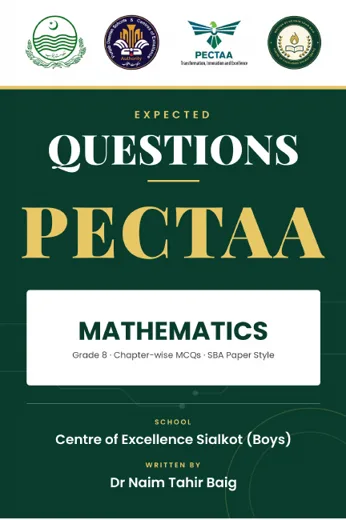 PECTAA
Transformation, Innovation and Excellence
EXPECTED
QUESTIONS
PECTAA
MATHEMATICS
Grade 8 · Chapter-wise MCQs · SBA Paper Style
SCHOOL
Centre of Excellence Sialkot (Boys)
WRITTEN BY
Dr Naim Tahir Baig